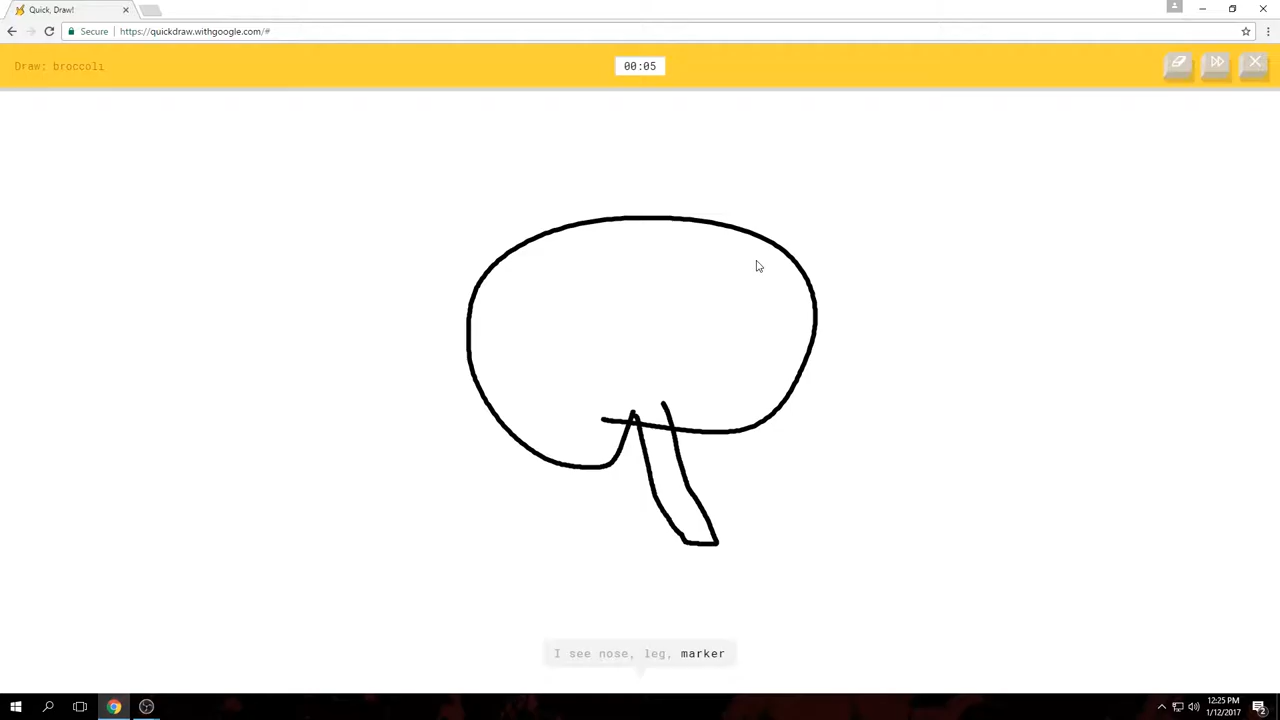 Quick, Draw!
Secure https://quickdraw.withgoogle.com/#
Draw: broccoli
00:05
I see nose, leg, marker
12:25 PM
1/12/2017
2